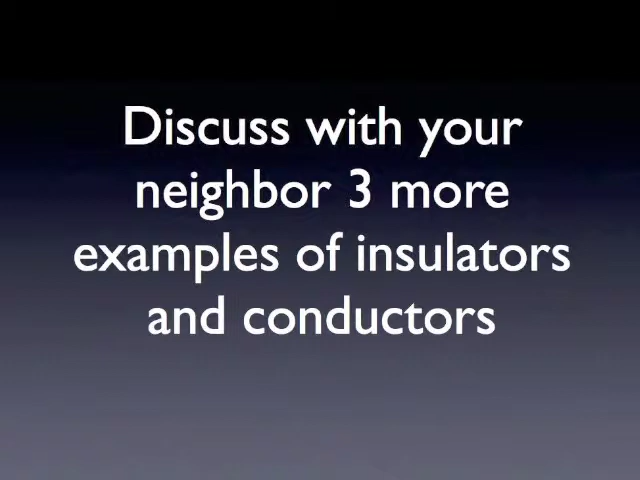 Discuss with your
neighbor 3 more
examples of insulators
and conductors